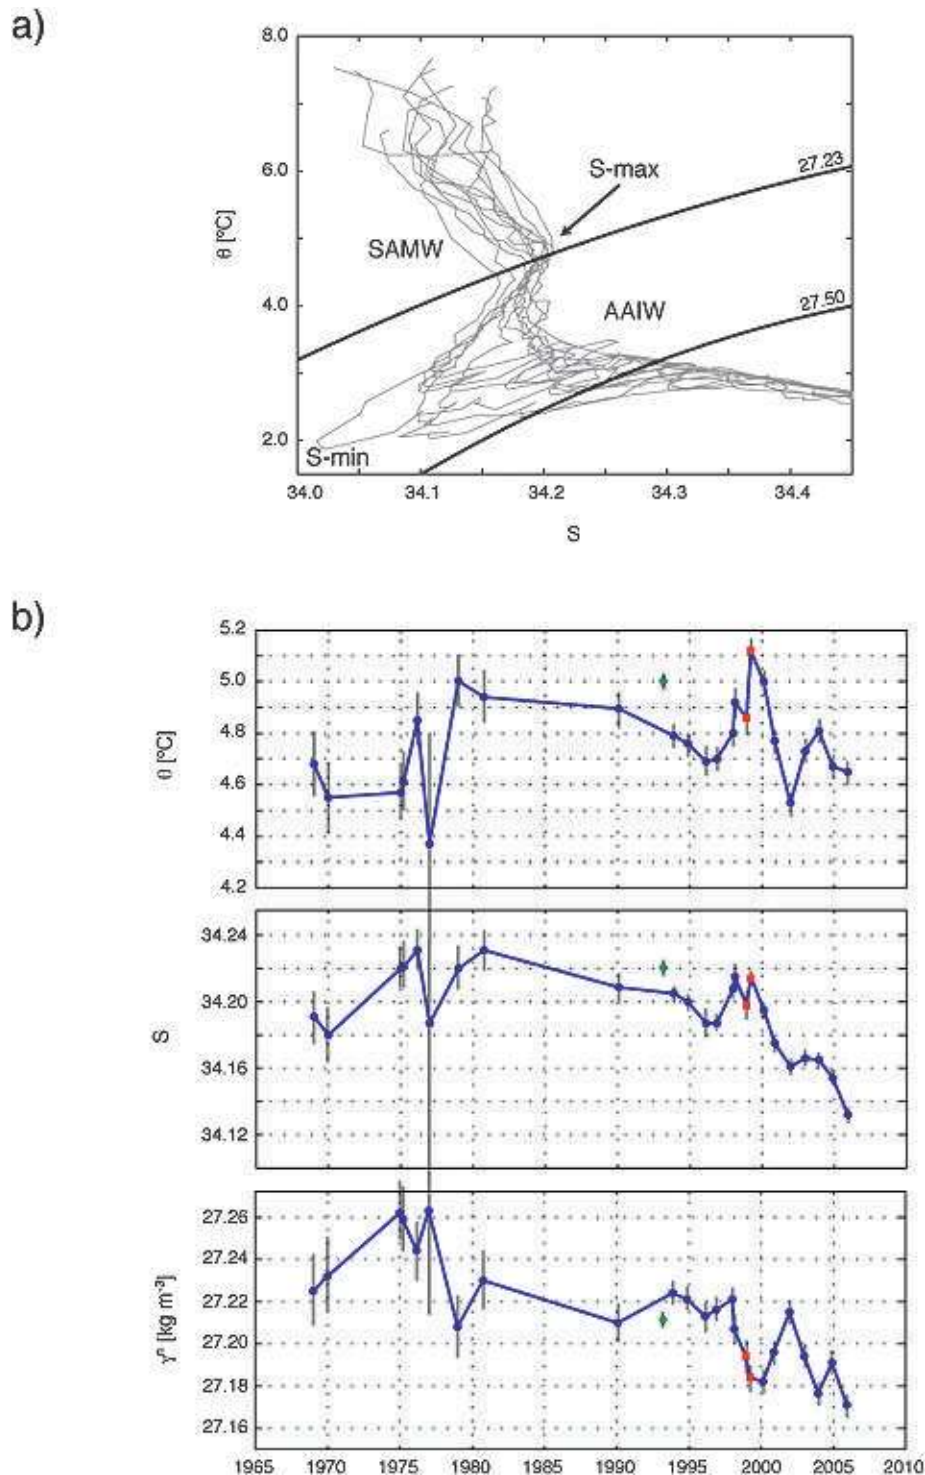 a)
8.0
6.0
4.0
2.0
θ [ºC]
27.23
S-max
SAMW
27.50
AAIW
S-min
34.0 34.1 34.2 34.3 34.4
S
b)
5.2
5.0
4.8
4.6
4.4
4.2
θ [ºC]
34.24
34.20
34.16
34.12
S
27.26
27.24
27.22
27.20
27.18
27.16
γⁿ [kg m⁻³]
1965 1970 1975 1980 1985 1990 1995 2000 2005 2010